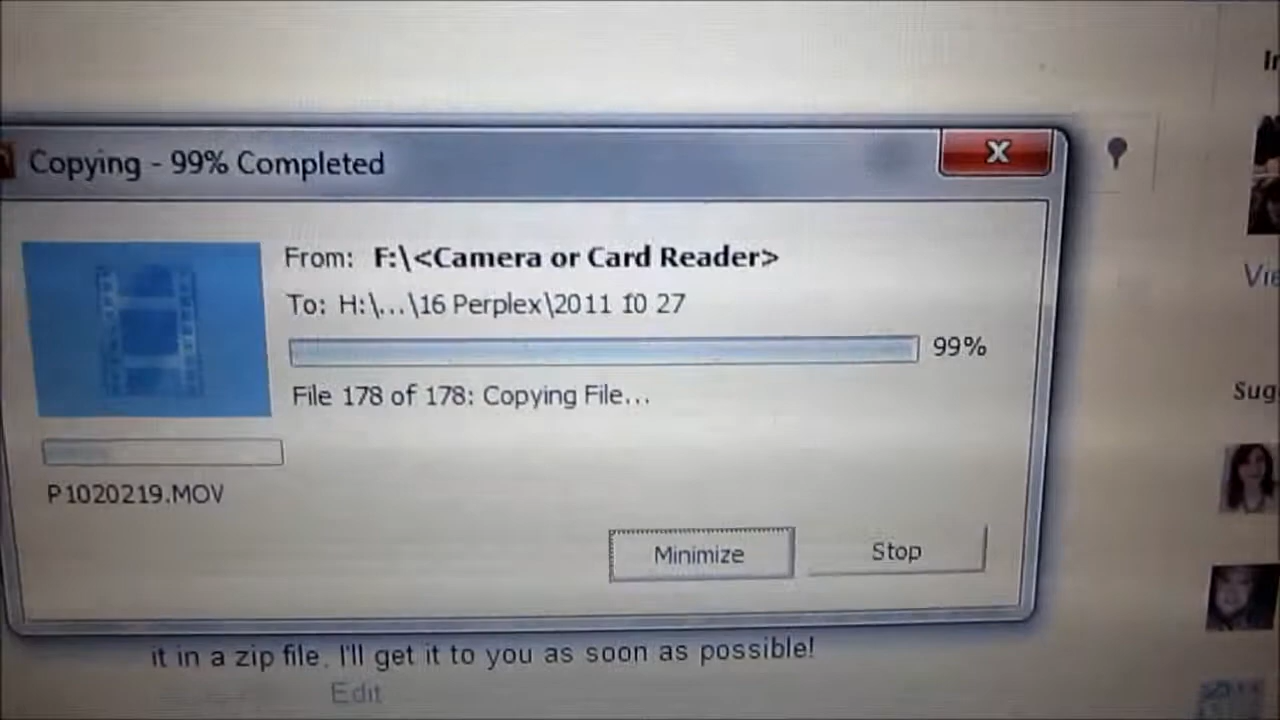 Copying - 99% Completed
From: F:\<Camera or Card Reader>
To: H:\...\16 Perplex\2011 10 27
99%
File 178 of 178: Copying File...
P1020219.MOV
Minimize
Stop
it in a zip file, I'll get it to you as soon as possible!
Edit
Sug